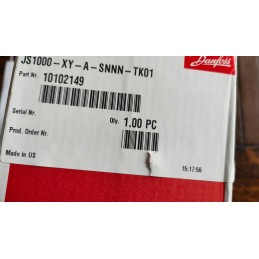 JS1000-XY-A-SNNN-TK01
Danfoss
Part Nr. 10102149
Serial Nr.
Qty. 1,00 PC
Prod. Order Nr.
Made in US
15:17:56